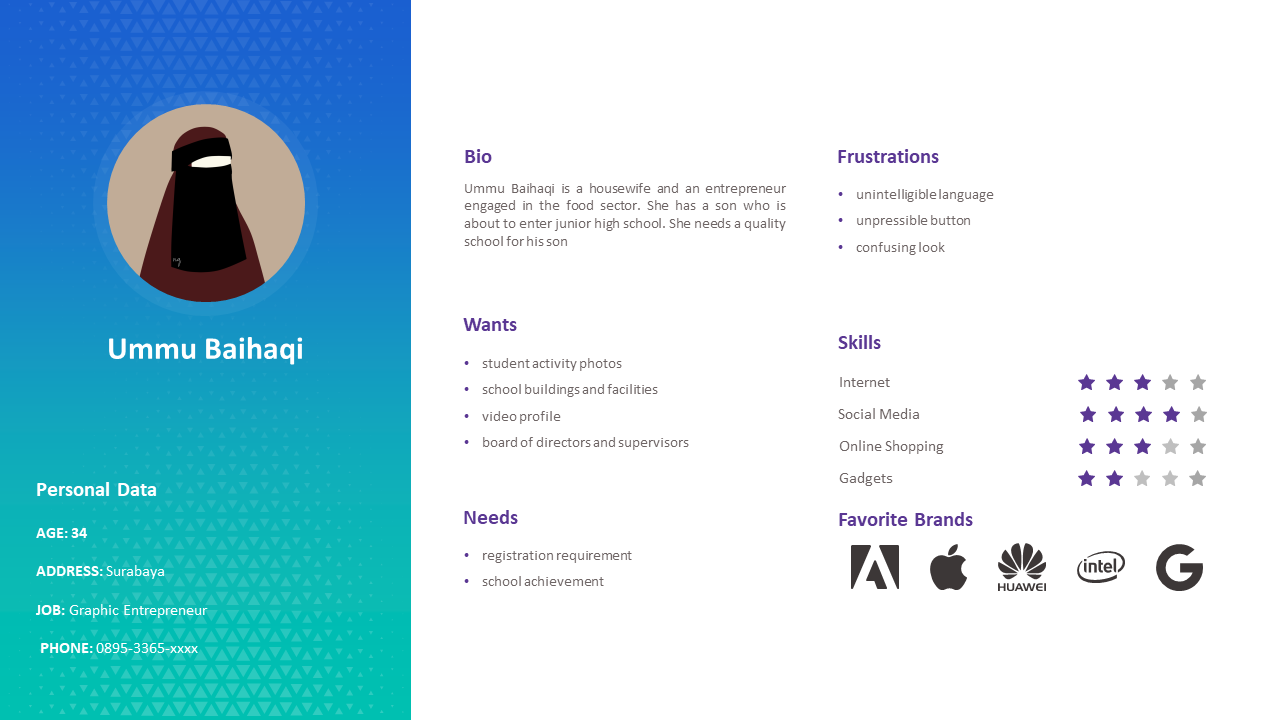 Ummu Baihaqi
Personal Data
AGE: 34
ADDRESS: Surabaya
JOB: Graphic Entrepreneur
PHONE: 0895-3365-xxxx
Bio
Ummu Baihaqi is a housewife and an entrepreneur
engaged in the food sector. She has a son who is
about to enter junior high school. She needs a quality
school for his son
Wants
• student activity photos
• school buildings and facilities
• video profile
• board of directors and supervisors
Needs
• registration requirement
• school achievement
Frustrations
• unintelligible language
• unpressible button
• confusing look
Skills
Internet
Social Media
Online Shopping
Gadgets
Favorite Brands
HUAWEI
intel
G